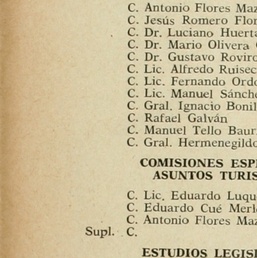 C. Antonio Flores Maz
C. Jesús Romero Flor
C. Dr. Luciano Huerta
C. Dr. Mario Olivera
C. Dr. Gustavo Roviro
C. Lic. Alfredo Ruisec
C. Lic. Fernando Ordo
C. Lic. Manuel Sánch
C. Gral. Ignacio Bonil
C. Rafael Galván
C. Manuel Tello Baur
C. Gral. Hermenegildo
COMISIONES ESP
ASUNTOS TURIS
C. Lic. Eduardo Luqu
C. Eduardo Cué Merl
C. Antonio Flores Maz
Supl. C.
ESTUDIOS LEGIS